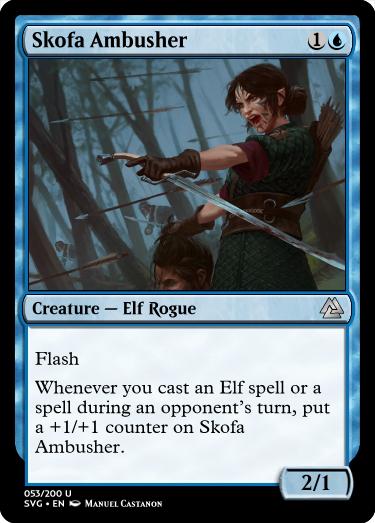 Skofa Ambusher 1
Creature — Elf Rogue
Flash
Whenever you cast an Elf spell or a
spell during an opponent's turn, put
a +1/+1 counter on Skofa
Ambusher.
2/1
053/200 U
SVG • EN Manuel Castanon